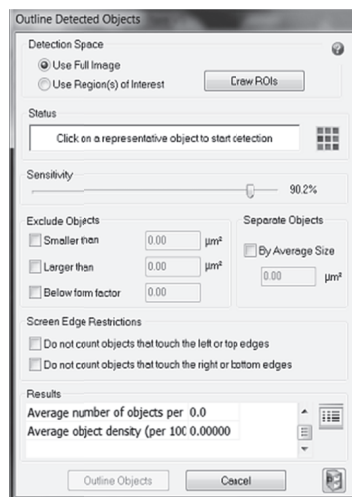 Outline Detected Objects
Detection Space
?
Use Full Image
Use Region(s) of Interest
Draw ROIs
Status
Click on a representative object to start detection
Sensitivity
90.2%
Exclude Objects
Separate Objects
Smaller than 0.00 µm²
By Average Size
Larger than 0.00 µm²
0.00 µm²
Below form factor 0.00
Screen Edge Restrictions
Do not count objects that touch the left or top edges
Do not count objects that touch the right or bottom edges
Results
Average number of objects per 0.0
Average object density (per 100 0.00000
Outline Objects
Cancel